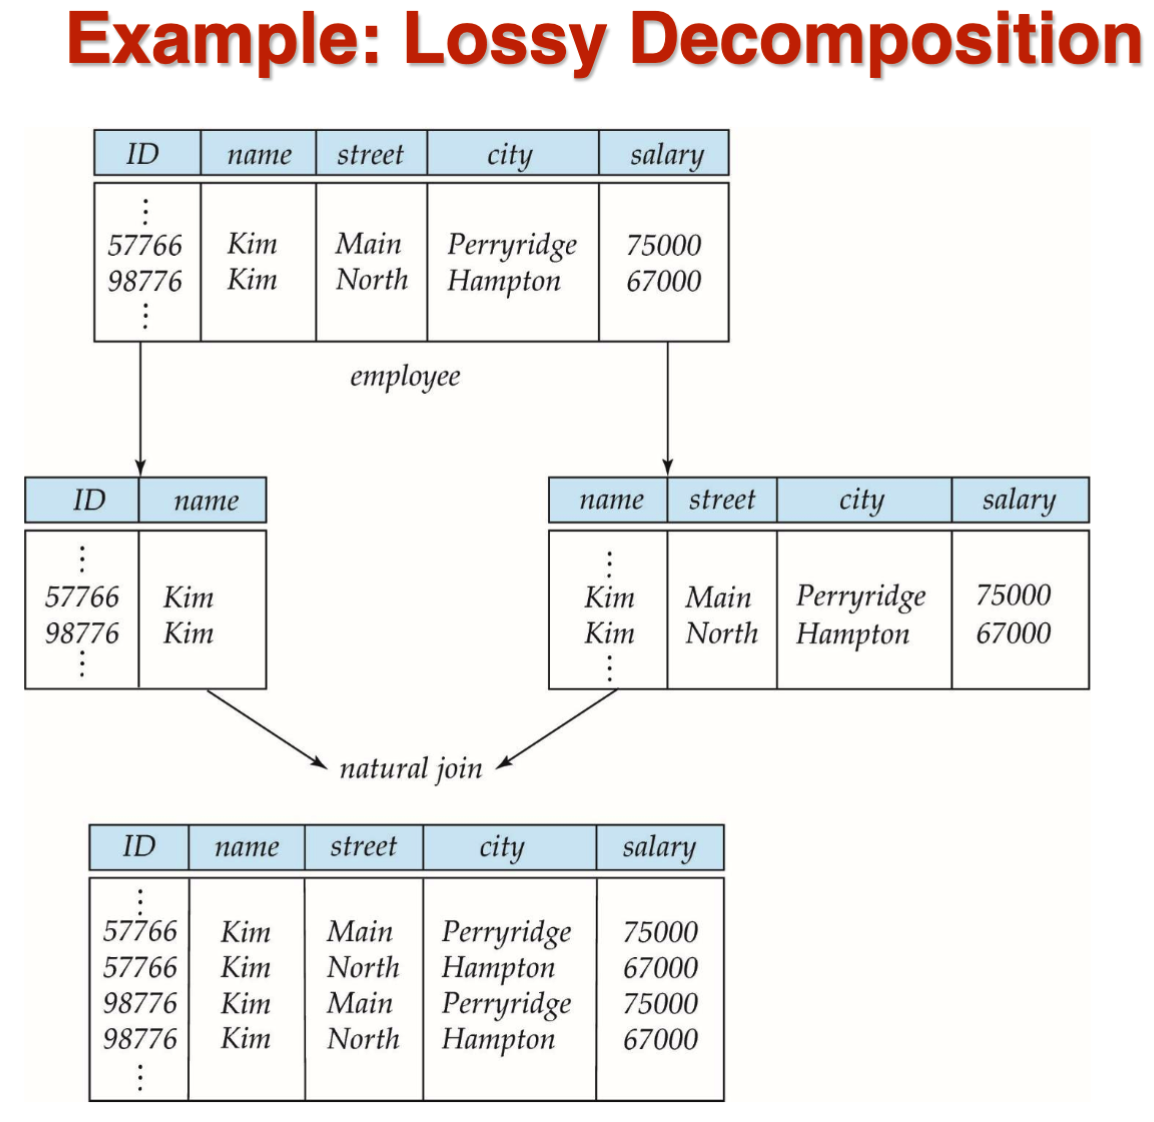 Example: Lossy Decomposition
ID name street city salary
⋮
57766 Kim Main Perryridge 75000
98776 Kim North Hampton 67000
⋮
employee
ID name
⋮
57766 Kim
98776 Kim
⋮
name street city salary
⋮
Kim Main Perryridge 75000
Kim North Hampton 67000
⋮
natural join
ID name street city salary
⋮
57766 Kim Main Perryridge 75000
57766 Kim North Hampton 67000
98776 Kim Main Perryridge 75000
98776 Kim North Hampton 67000
⋮